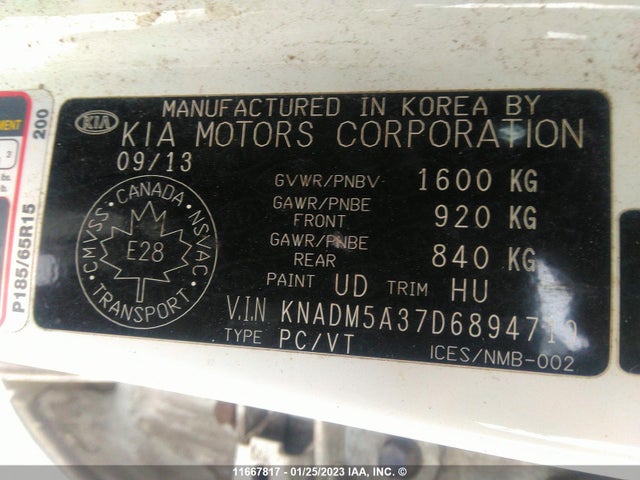 MANUFACTURED IN KOREA BY
KIA
KIA MOTORS CORPORATION
09/13
GVWR/PNBV 1600 KG
GAWR/PNBE
FRONT
920 KG
GAWR/PNBE
REAR
840 KG
PAINT UD TRIM HU
V.I.N KNADM5A37D6894710
TYPE PC/VT
ICES/NMB-002
CANADA
CMVSS
NSVAC
E28
TRANSPORT
200
P185/65R15
11667817 - 01/25/2023 IAA, INC. ©